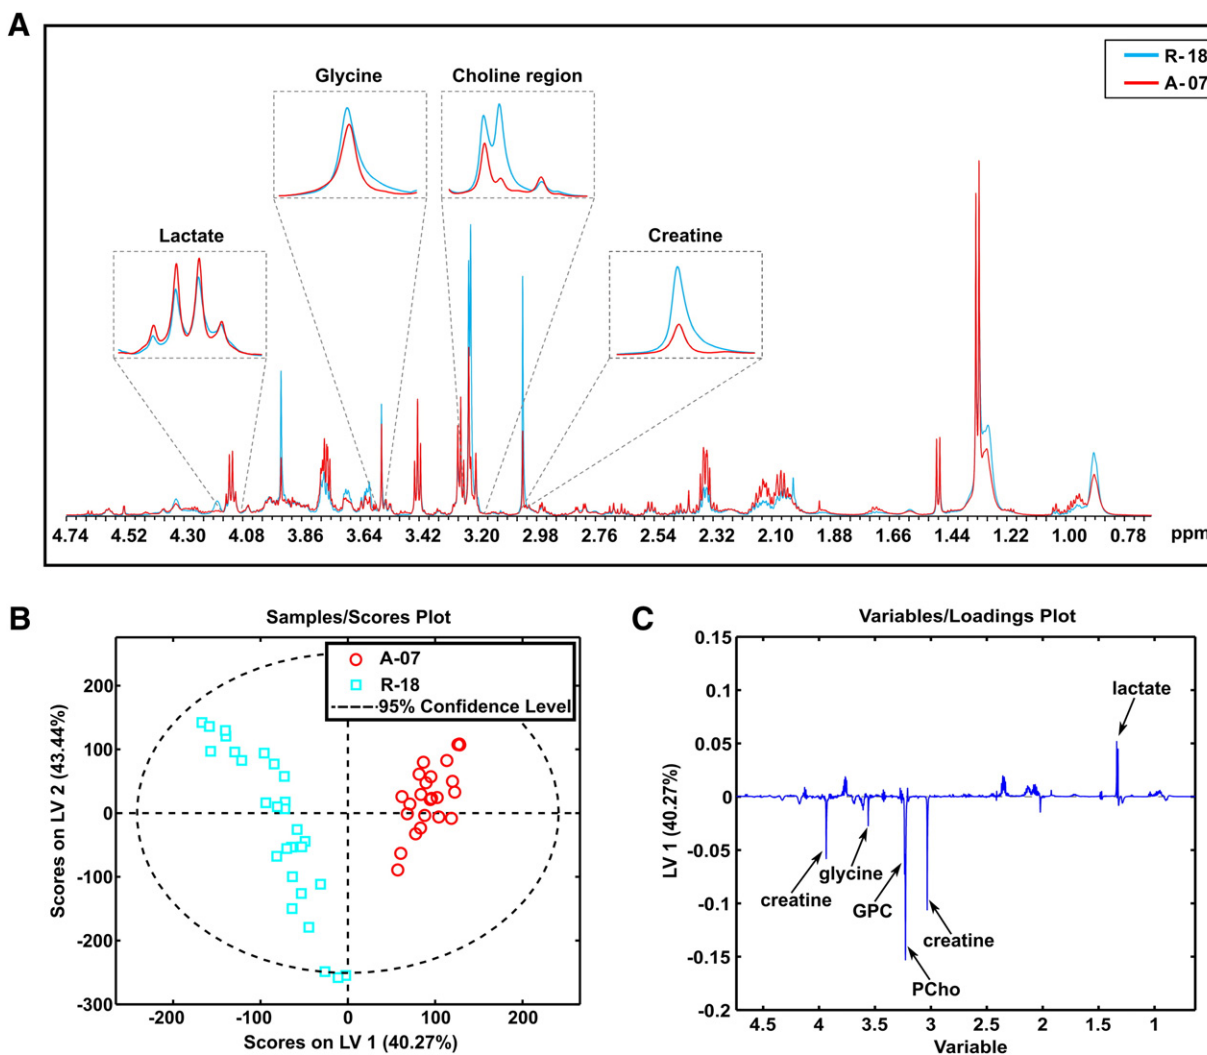 A
R-18
A-07
Glycine
Choline region
Lactate
Creatine
4.74 4.52 4.30 4.08 3.86 3.64 3.42 3.20 2.98 2.76 2.54 2.32 2.10 1.88 1.66 1.44 1.22 1.00 0.78 ppm
B
Samples/Scores Plot
A-07
R-18
95% Confidence Level
Scores on LV 2 (43.44%)
200
100
0
-100
-200
-300
-200 -100 0 100 200
Scores on LV 1 (40.27%)
C
Variables/Loadings Plot
LV 1 (40.27%)
0.15
0.1
0.05
0
-0.05
-0.1
-0.15
-0.2
lactate
creatine
glycine
GPC
creatine
PCho
4.5 4 3.5 3 2.5 2 1.5 1
Variable